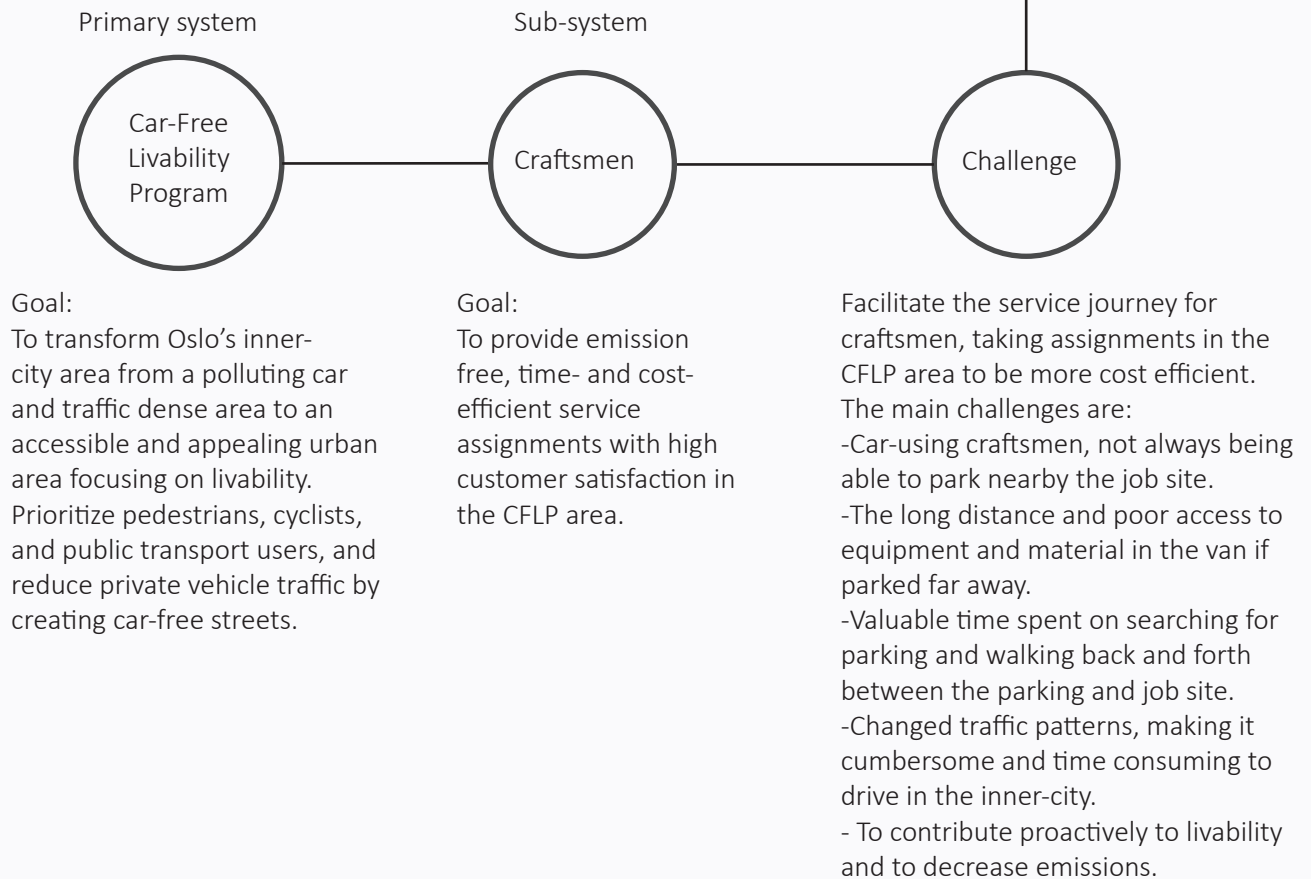 Primary system
Sub-system
Car-Free
Livability
Program
Craftsmen
Challenge
Goal:
To transform Oslo's inner-
city area from a polluting car
and traffic dense area to an
accessible and appealing urban
area focusing on livability.
Prioritize pedestrians, cyclists,
and public transport users, and
reduce private vehicle traffic by
creating car-free streets.
Goal:
To provide emission
free, time- and cost-
efficient service
assignments with high
customer satisfaction in
the CFLP area.
Facilitate the service journey for
craftsmen, taking assignments in the
CFLP area to be more cost efficient.
The main challenges are:
-Car-using craftsmen, not always being
able to park nearby the job site.
-The long distance and poor access to
equipment and material in the van if
parked far away.
-Valuable time spent on searching for
parking and walking back and forth
between the parking and job site.
-Changed traffic patterns, making it
cumbersome and time consuming to
drive in the inner-city.
- To contribute proactively to livability
and to decrease emissions.